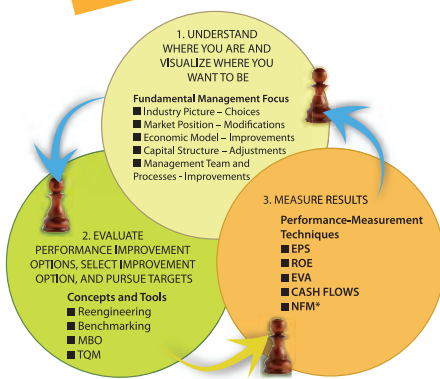 1. UNDERSTAND
WHERE YOU ARE AND
VISUALIZE WHERE YOU
WANT TO BE
Fundamental Management Focus
■ Industry Picture – Choices
■ Market Position – Modifications
■ Economic Model – Improvements
■ Capital Structure – Adjustments
■ Management Team and
Processes - Improvements
2. EVALUATE
PERFORMANCE IMPROVEMENT
OPTIONS, SELECT IMPROVEMENT
OPTION, AND PURSUE TARGETS
Concepts and Tools
■ Reengineering
■ Benchmarking
■ MBO
■ TQM
3. MEASURE RESULTS
Performance-Measurement
Techniques
■ EPS
■ ROE
■ EVA
■ CASH FLOWS
■ NFM*